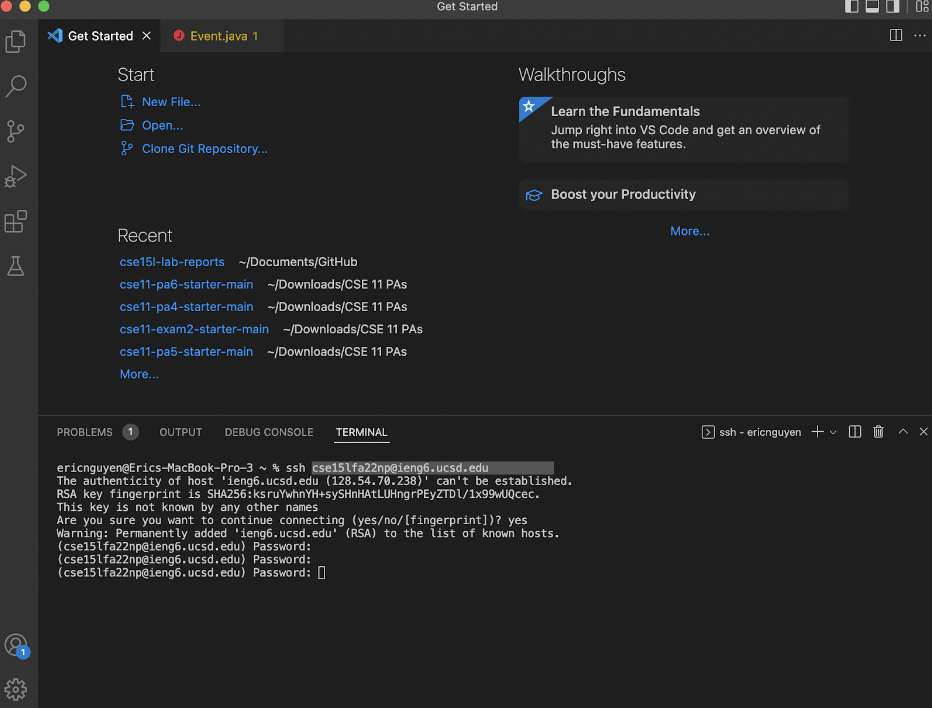 Get Started
Get Started
Event.java 1
Start
New File...
Open...
Clone Git Repository...
Walkthroughs
Learn the Fundamentals
Jump right into VS Code and get an overview of
the must-have features.
Boost your Productivity
More...
Recent
cse15l-lab-reports ~/Documents/GitHub
cse11-pa6-starter-main ~/Downloads/CSE 11 PAs
cse11-pa4-starter-main ~/Downloads/CSE 11 PAs
cse11-exam2-starter-main ~/Downloads/CSE 11 PAs
cse11-pa5-starter-main ~/Downloads/CSE 11 PAs
More...
PROBLEMS 1 OUTPUT DEBUG CONSOLE TERMINAL ssh - ericnguyen
ericnguyen@Erics-MacBook-Pro-3 ~ % ssh cse15lfa22np@ieng6.ucsd.edu
The authenticity of host 'ieng6.ucsd.edu (128.54.70.238)' can't be established.
RSA key fingerprint is SHA256:ksruYwhnYH+sySHnHAtLUHngrPEyZTDl/1x99wUQcec.
This key is not known by any other names
Are you sure you want to continue connecting (yes/no/[fingerprint])? yes
Warning: Permanently added 'ieng6.ucsd.edu' (RSA) to the list of known hosts.
(cse15lfa22np@ieng6.ucsd.edu) Password:
(cse15lfa22np@ieng6.ucsd.edu) Password:
(cse15lfa22np@ieng6.ucsd.edu) Password:
1